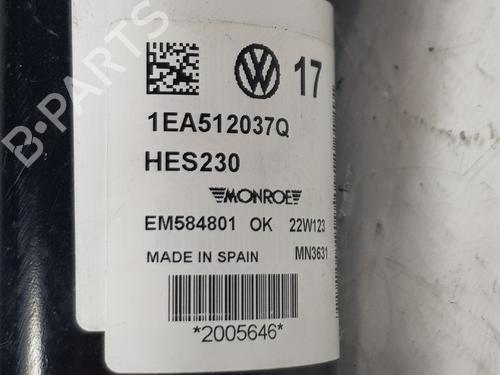 B-PARTS
17
1EA512037Q
HES230
MONROE
EM584801 OK 22W123
MADE IN SPAIN MN3631
*2005646*